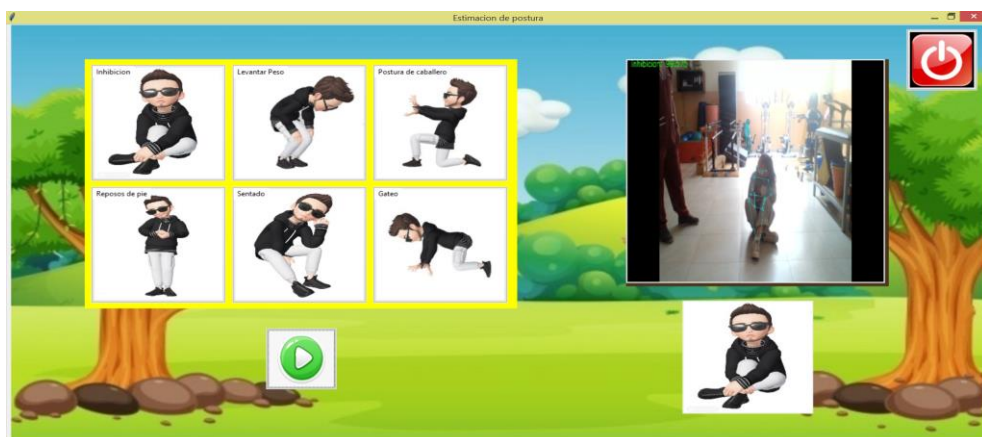 Estimacion de postura
Inhibicion
Levantar Peso
Postura de caballero
Reposos de pie
Sentado
Gateo